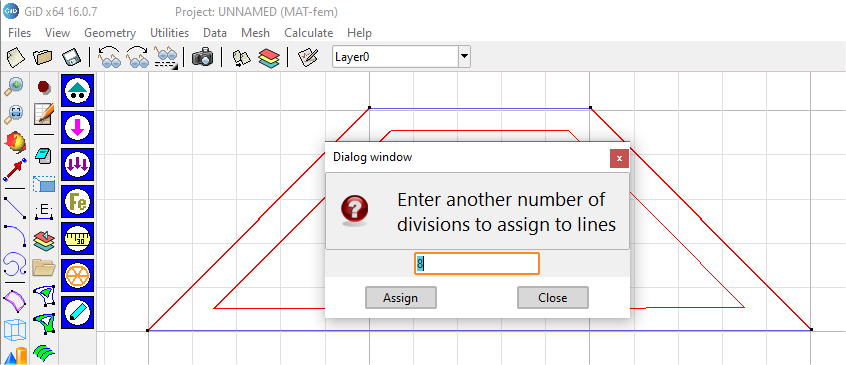 GiD x64 16.0.7 Project: UNNAMED (MAT-fem)
Files View Geometry Utilities Data Mesh Calculate Help
Layer0
Dialog window x
Enter another number of
divisions to assign to lines
8
Assign Close
Fe
30
E